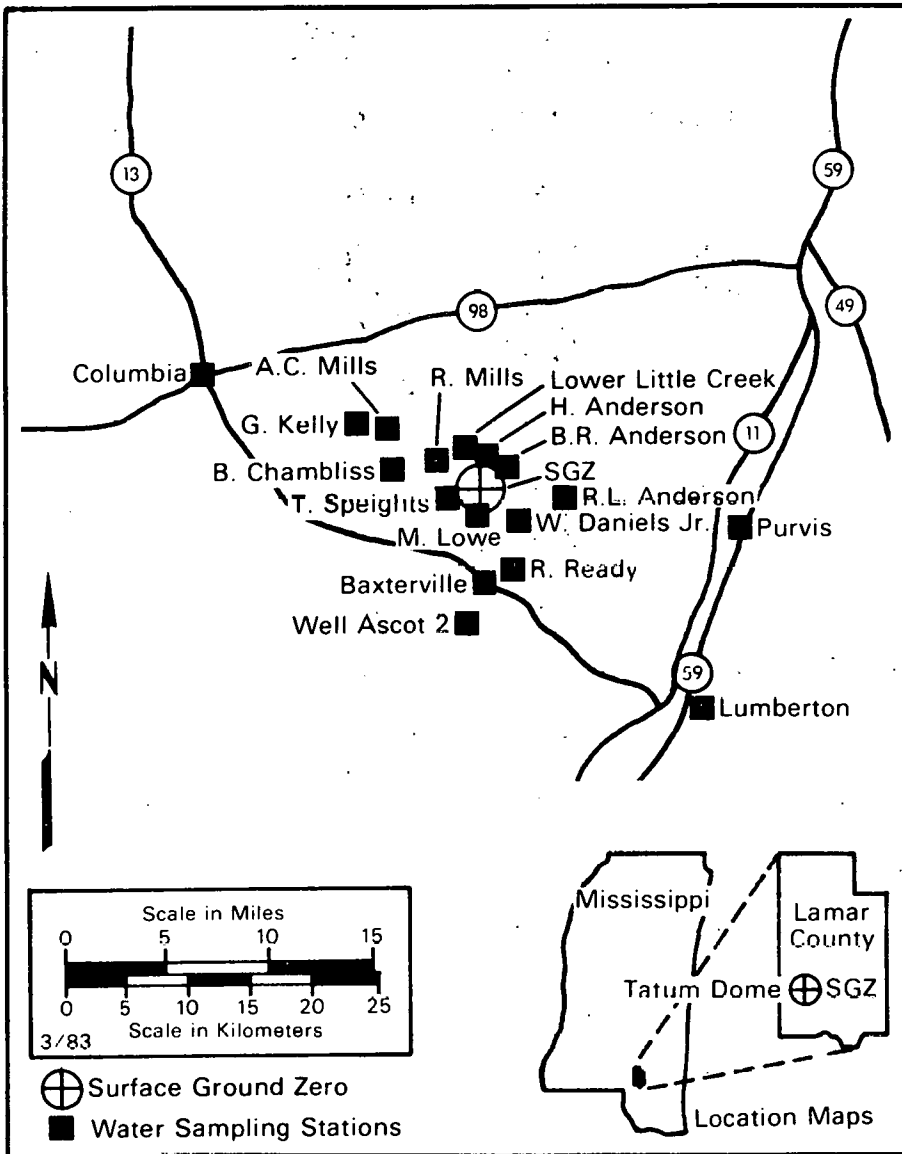 13
59
98
49
Columbia
A.C. Mills
R. Mills
Lower Little Creek
H. Anderson
G. Kelly
B.R. Anderson
11
B. Chambliss
SGZ
T. Speights
R.L. Anderson
M. Lowe
W. Daniels Jr.
Purvis
Baxterville
R. Ready
Well Ascot 2
N
59
Lumberton
Scale in Miles
0 5 10 15
0 5 10 15 20 25
Scale in Kilometers
3/83
Surface Ground Zero
Water Sampling Stations
Mississippi
Lamar
County
Tatum Dome SGZ
Location Maps